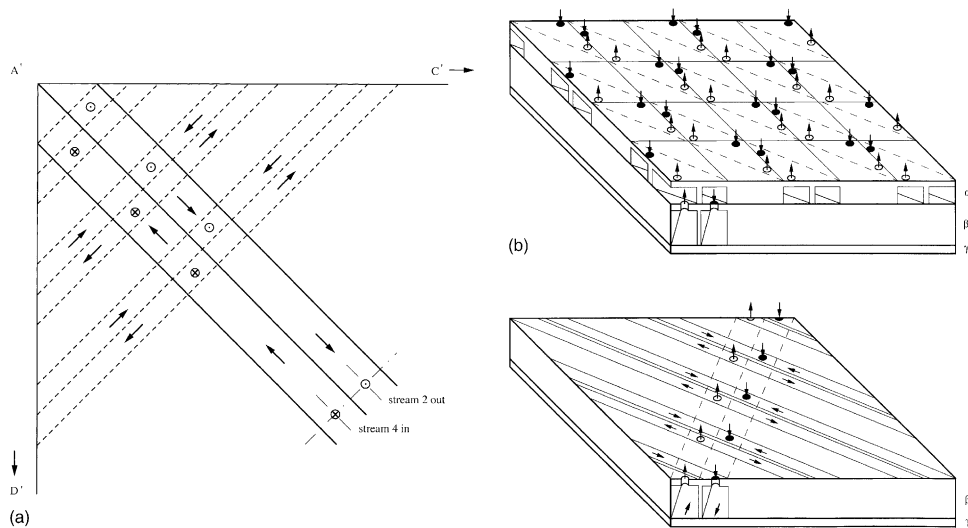 A'
C'
stream 2 out
stream 4 in
D'
(a)
(b)
α
β
γ
β
γ